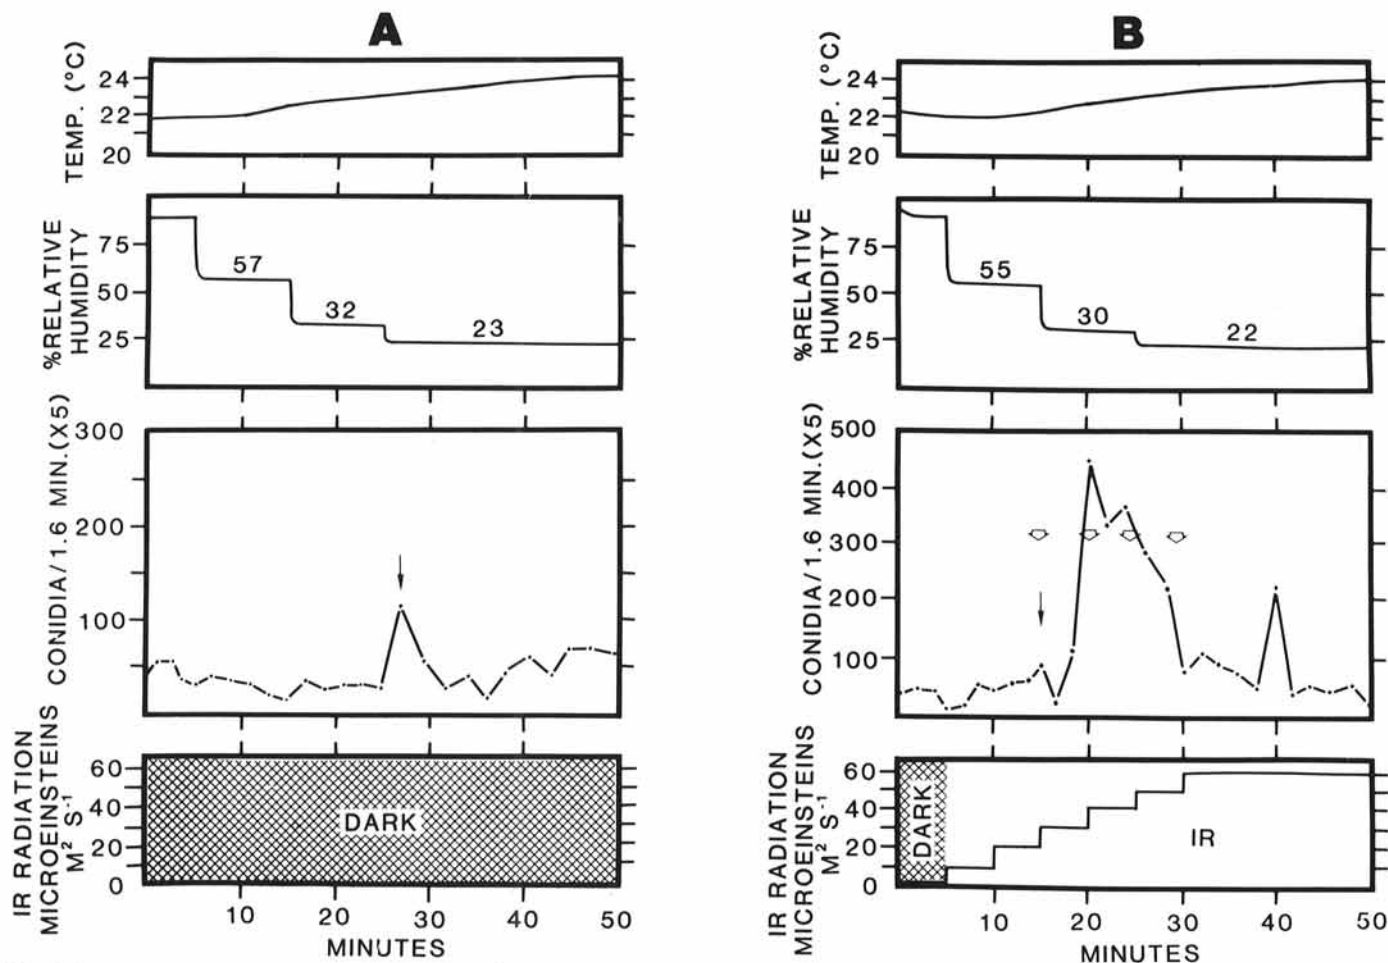 A
TEMP. (°C)
24
22
20
%RELATIVE
HUMIDITY
75
50
25
57
32
23
CONIDIA/1.6 MIN.(X5)
300
200
100
IR RADIATION
MICROEINSTEINS
M² S⁻¹
60
40
20
0
DARK
10 20 30 40 50
MINUTES
B
TEMP. (°C)
24
22
20
%RELATIVE
HUMIDITY
75
50
25
55
30
22
CONIDIA/1.6 MIN.(X5)
500
400
300
200
100
IR RADIATION
MICROEINSTEINS
M² S⁻¹
60
40
20
0
DARK
IR
10 20 30 40 50
MINUTES